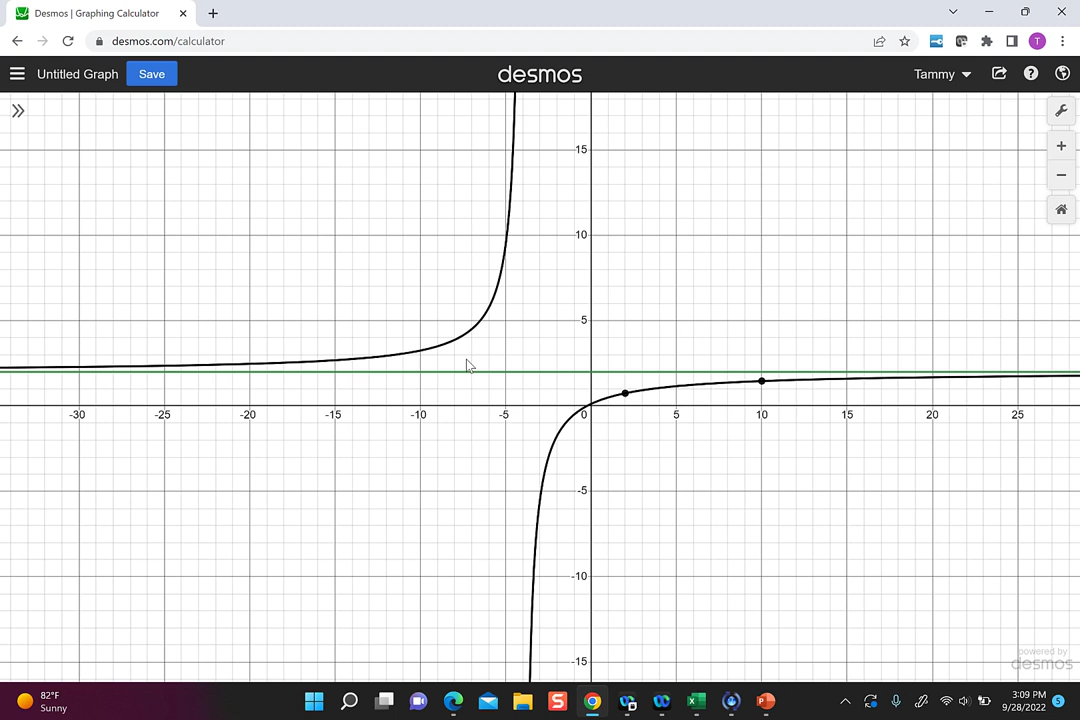 Desmos | Graphing Calculator
desmos.com/calculator
T
Untitled Graph
Save
desmos
Tammy
15
10
5
-30
-25
-20
-15
-10
-5
0
5
10
15
20
25
-5
-10
-15
powered by
desmos
82°F
Sunny
3:09 PM
9/28/2022
5